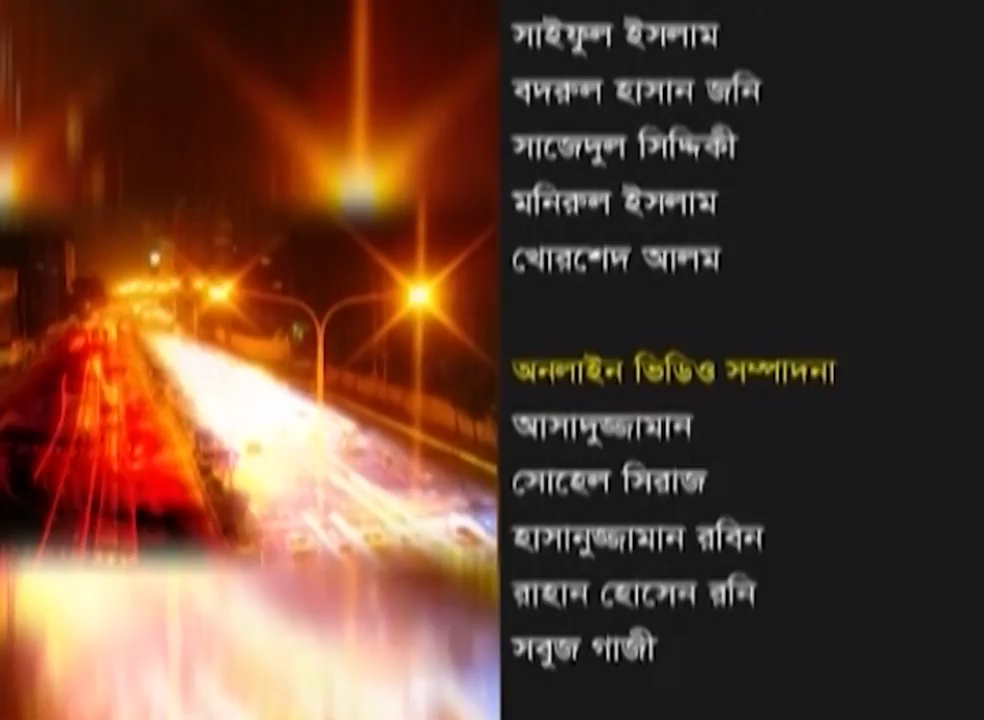 সাইফুল ইসলাম
বদরুল হাসান জনি
সাজেদুল সিদ্দিকী
মনিরুল ইসলাম
খোরশেদ আলম
অনলাইন ভিডিও সম্পাদনা
আসাদুজ্জামান
সোহেল সিরাজ
হাসানুজ্জামান রবিন
রাহান হোসেন রনি
সবুজ গাজী